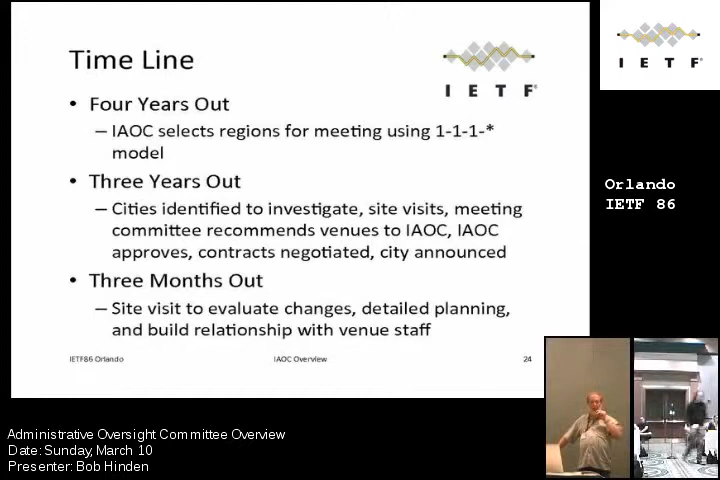 Time Line
I E T F®
• Four Years Out
– IAOC selects regions for meeting using 1-1-1-*
model
• Three Years Out
– Cities identified to investigate, site visits, meeting
committee recommends venues to IAOC, IAOC
approves, contracts negotiated, city announced
• Three Months Out
– Site visit to evaluate changes, detailed planning,
and build relationship with venue staff
IETF86 Orlando
IAOC Overview
24
I E T F®
Orlando
IETF 86
Administrative Oversight Committee Overview
Date: Sunday, March 10
Presenter: Bob Hinden